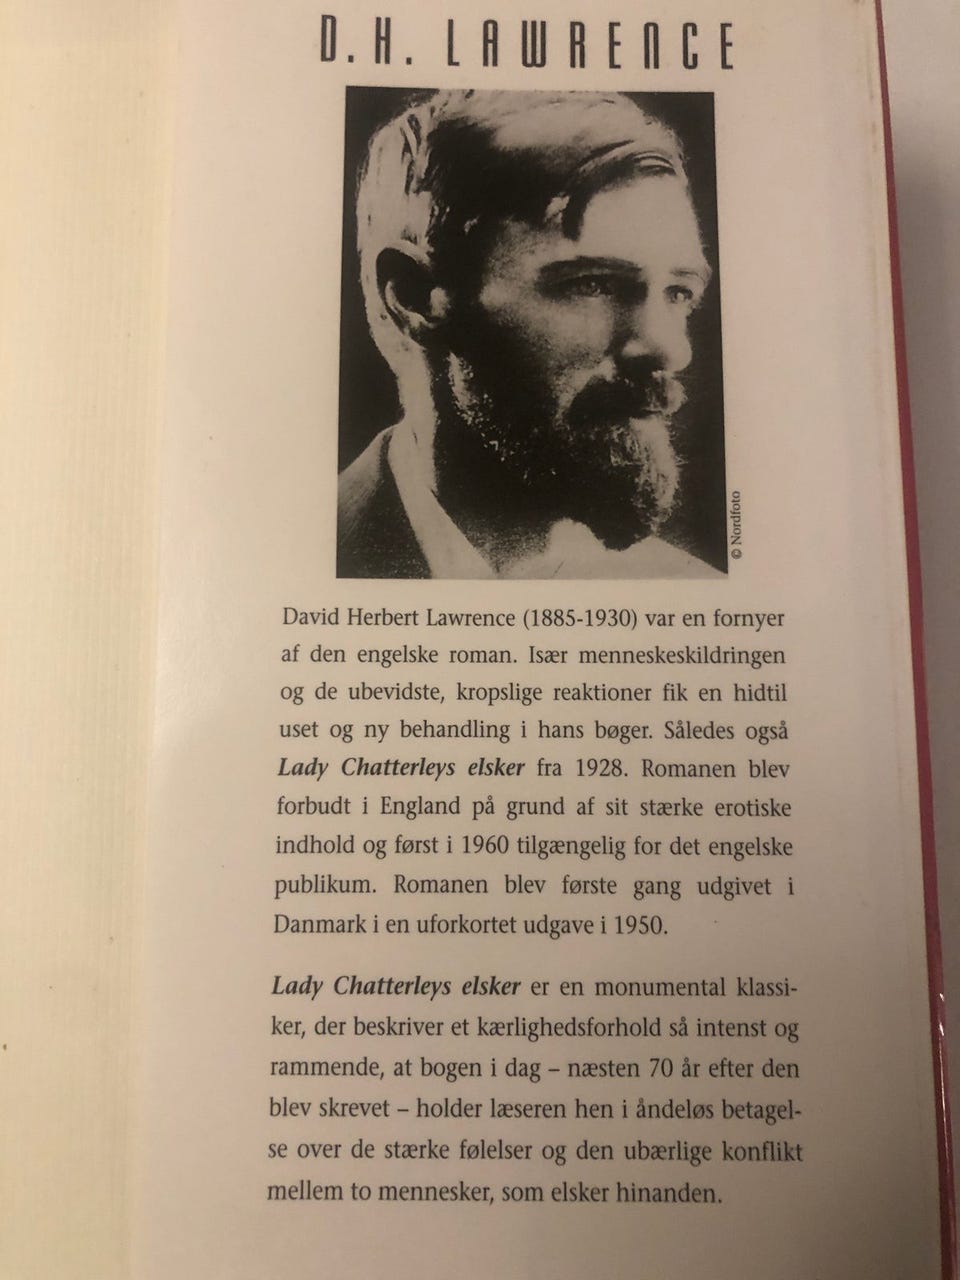 D.H. LAWRENCE
© Nordfoto
David Herbert Lawrence (1885-1930) var en fornyer
af den engelske roman. Især menneskeskildringen
og de ubevidste, kropslige reaktioner fik en hidtil
uset og ny behandling i hans bøger. Således også
Lady Chatterleys elsker fra 1928. Romanen blev
forbudt i England på grund af sit stærke erotiske
indhold og først i 1960 tilgængelig for det engelske
publikum. Romanen blev første gang udgivet i
Danmark i en uforkortet udgave i 1950.
Lady Chatterleys elsker er en monumental klassi-
ker, der beskriver et kærlighedsforhold så intenst og
rammende, at bogen i dag – næsten 70 år efter den
blev skrevet – holder læseren hen i åndeløs betagel-
se over de stærke følelser og den ubærlige konflikt
mellem to mennesker, som elsker hinanden.